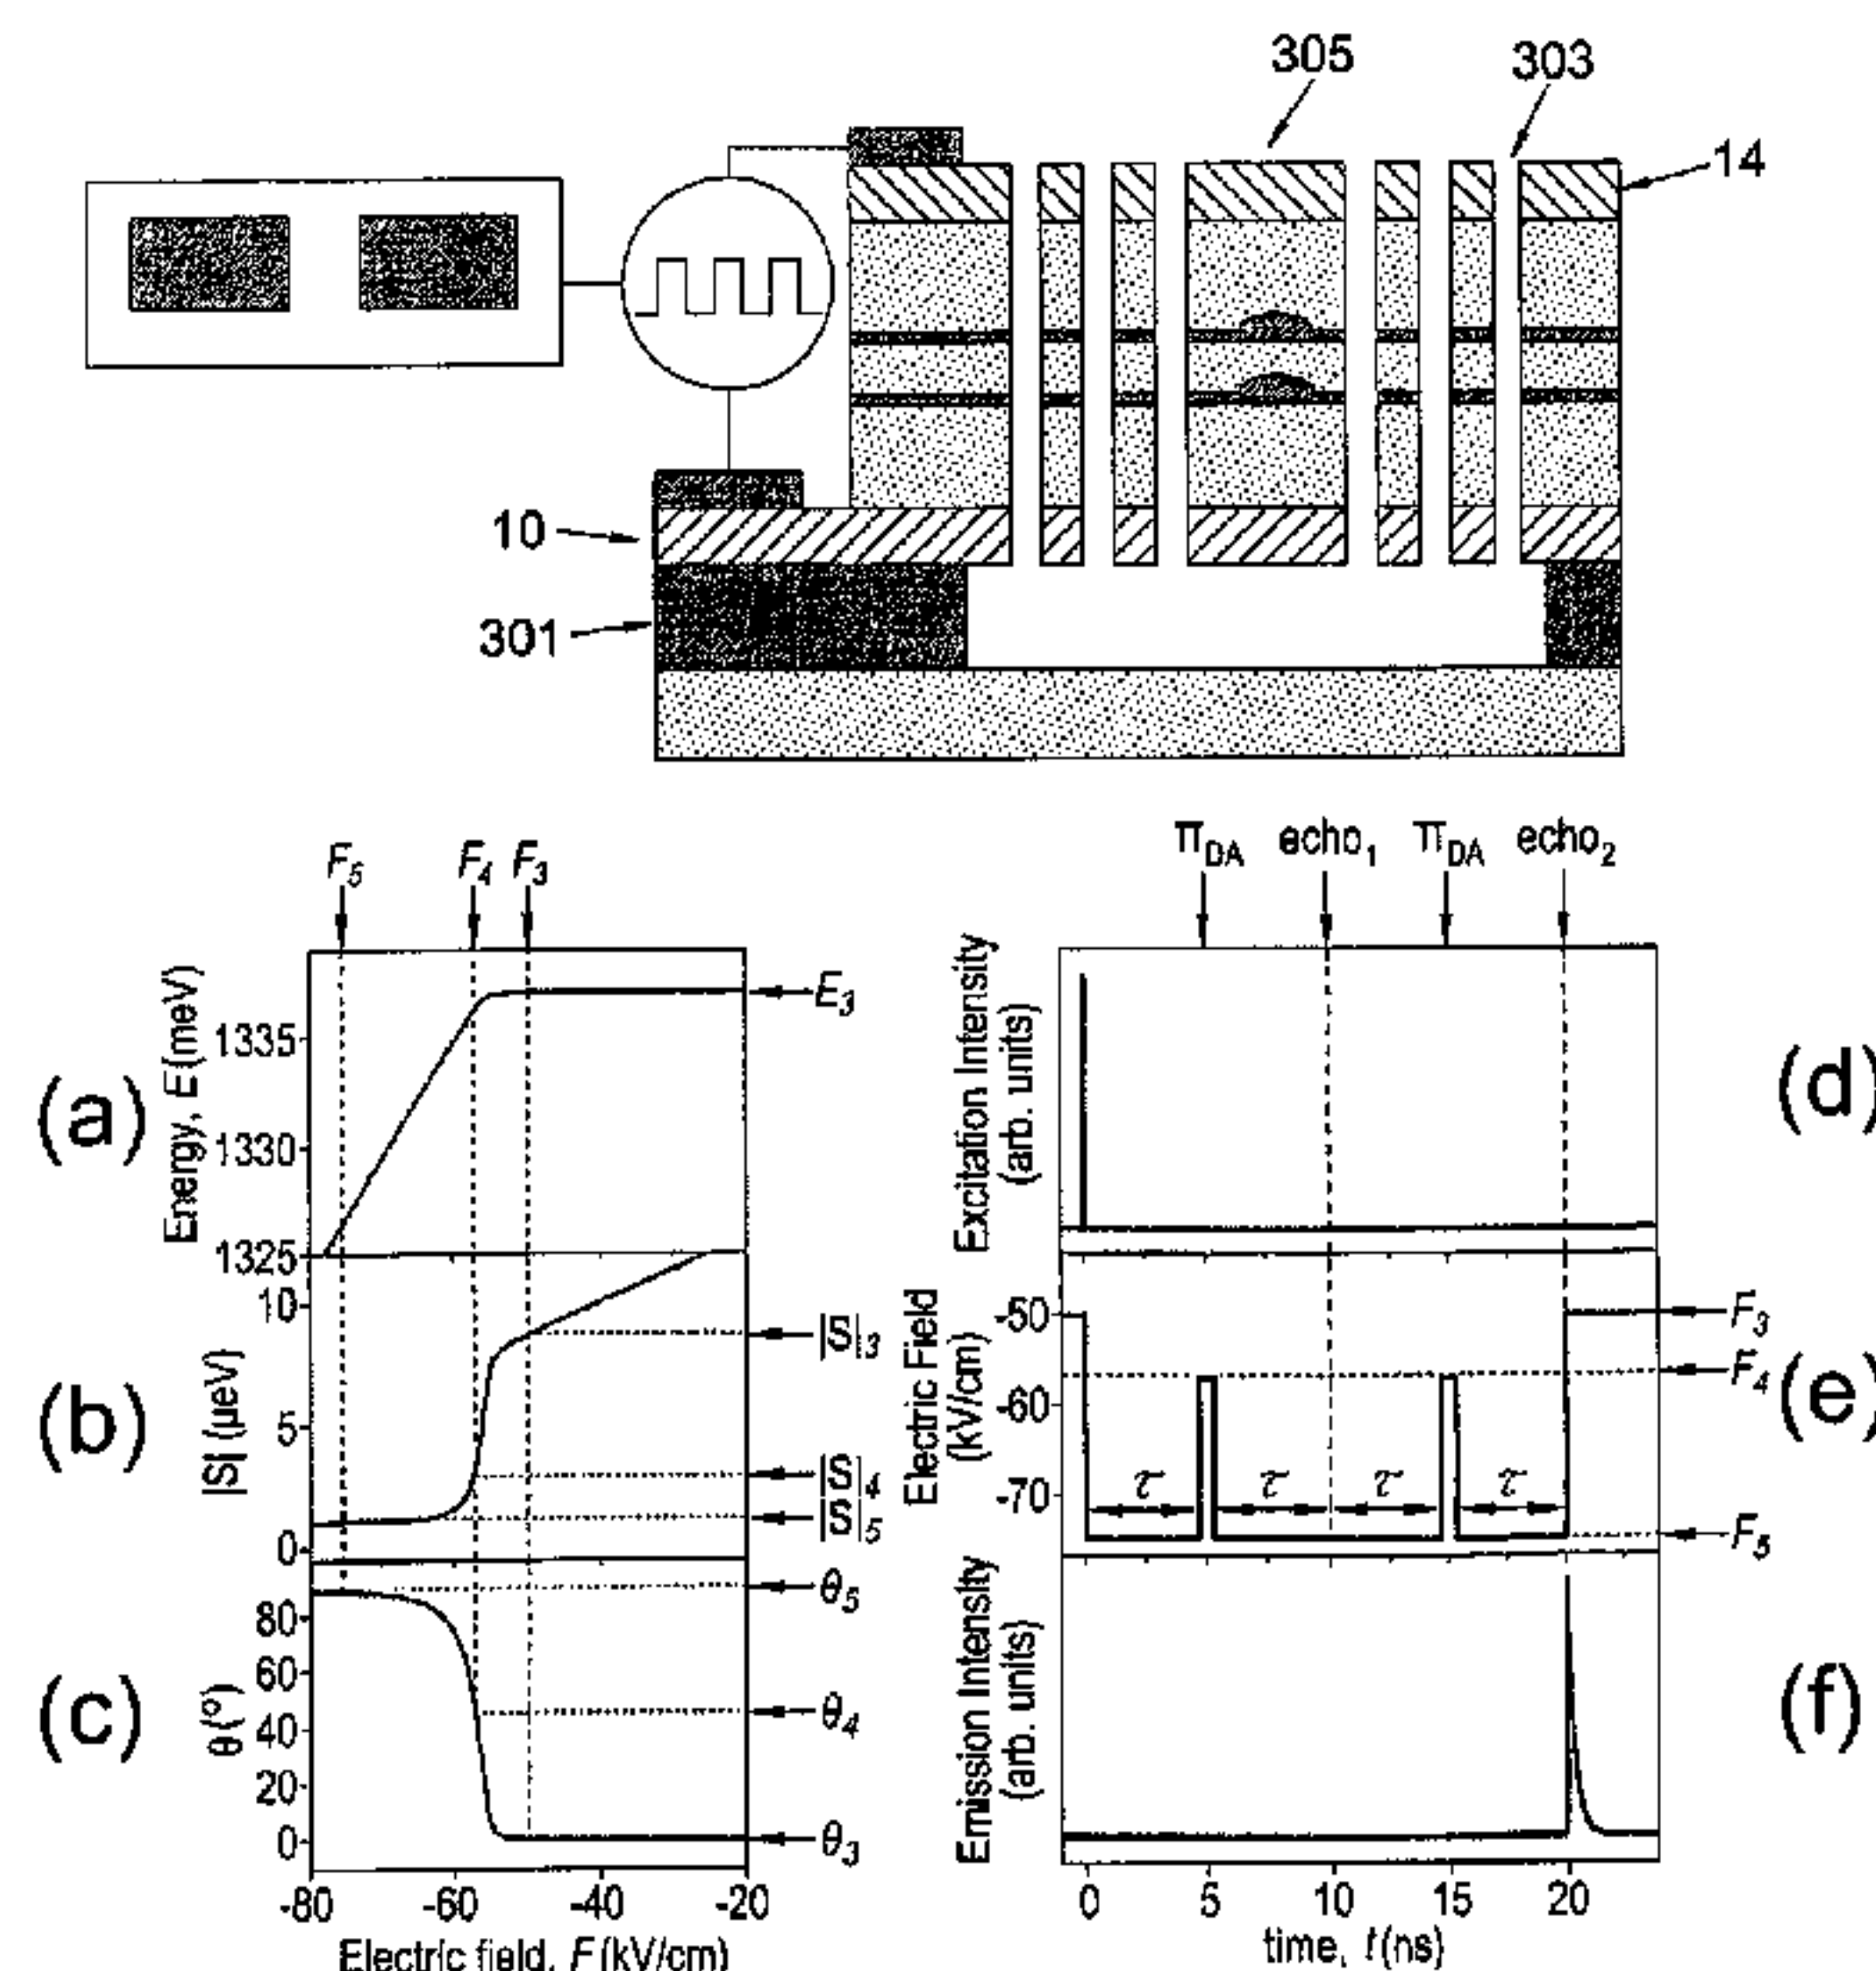 305
303
14
10
301
F₅ F₄ F₃
π_DA echo₁ π_DA echo₂
(a)
Energy, E (meV)
1335
1330
1325
E₃
(b)
|S| (µeV)
10
5
0
|S|₃
|S|₄
|S|₅
(c)
θ (°)
80
60
40
20
0
θ₅
θ₄
θ₃
-80 -60 -40 -20
Electric field, F (kV/cm)
(d)
Excitation Intensity
(arb. units)
(e)
Electric Field
(kV/cm)
-50
-60
-70
τ τ τ τ
F₃
F₄
F₅
(f)
Emission Intensity
(arb. units)
0 5 10 15 20
time, t (ns)